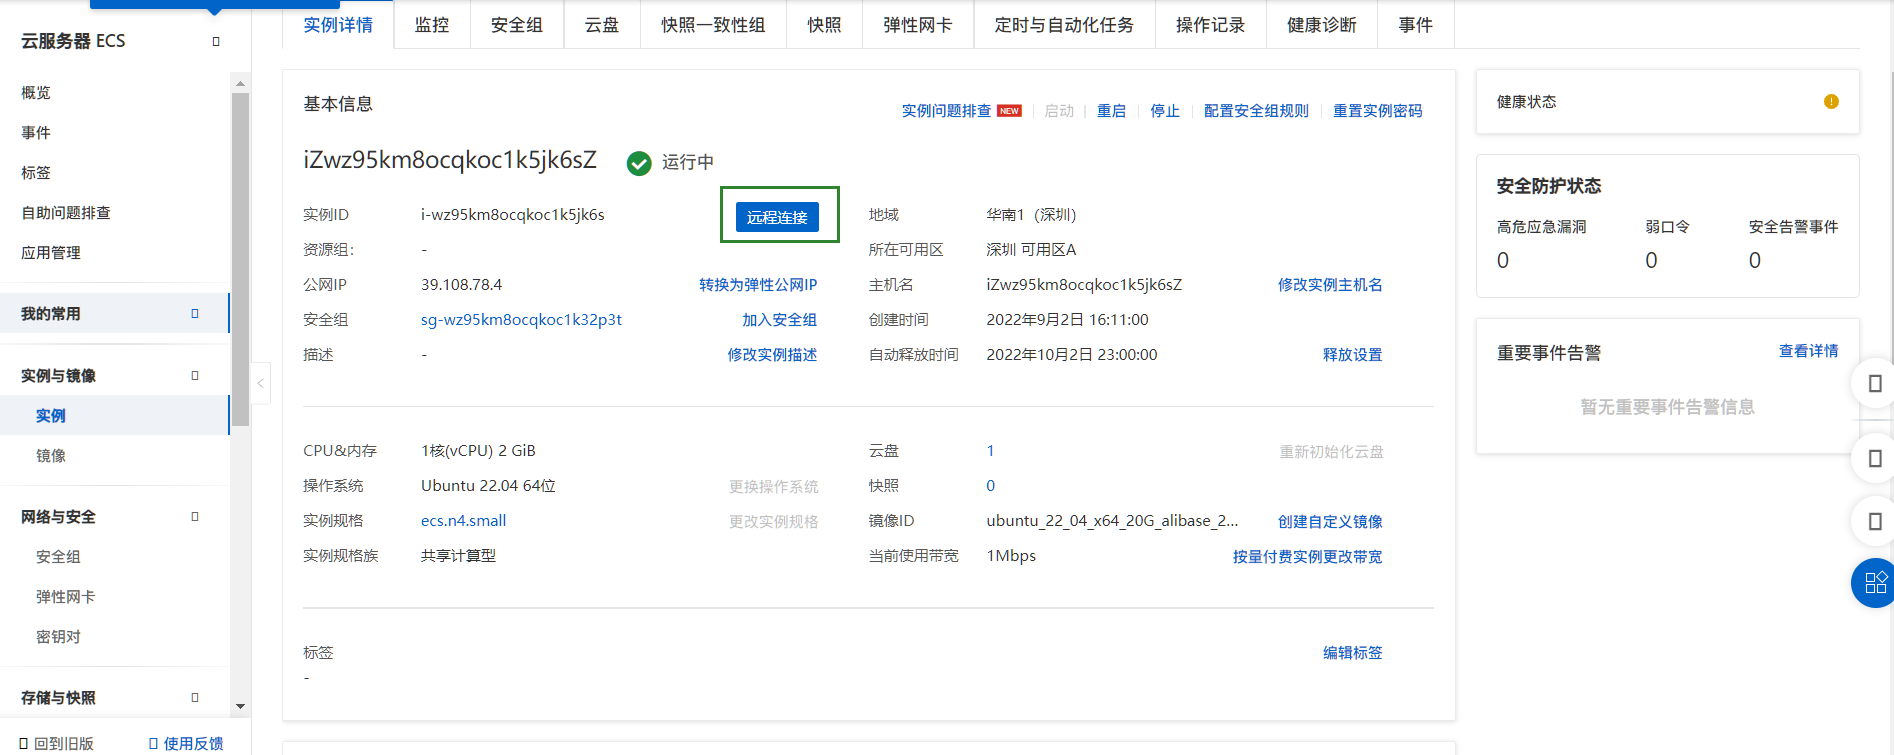 云服务器 ECS
概览
事件
标签
自助问题排查
应用管理
我的常用
实例与镜像
实例
镜像
网络与安全
安全组
弹性网卡
密钥对
存储与快照
回到旧版 使用反馈
实例详情 监控 安全组 云盘 快照一致性组 快照 弹性网卡 定时与自动化任务 操作记录 健康诊断 事件
基本信息
实例问题排查 NEW 启动 重启 停止 配置安全组规则 重置实例密码
iZwz95km8ocqkoc1k5jk6sZ 运行中
实例ID i-wz95km8ocqkoc1k5jk6s 远程连接 地域 华南1（深圳）
资源组: - 所在可用区 深圳 可用区A
公网IP 39.108.78.4 转换为弹性公网IP 主机名 iZwz95km8ocqkoc1k5jk6sZ 修改实例主机名
安全组 sg-wz95km8ocqkoc1k32p3t 加入安全组 创建时间 2022年9月2日 16:11:00
描述 - 修改实例描述 自动释放时间 2022年10月2日 23:00:00 释放设置
CPU&内存 1核(vCPU) 2 GiB 云盘 1 重新初始化云盘
操作系统 Ubuntu 22.04 64位 更换操作系统 快照 0
实例规格 ecs.n4.small 更改实例规格 镜像ID ubuntu_22_04_x64_20G_alibase_2... 创建自定义镜像
实例规格族 共享计算型 当前使用带宽 1Mbps 按量付费实例更改带宽
标签 编辑标签
-
健康状态
安全防护状态
高危应急漏洞 弱口令 安全告警事件
0 0 0
重要事件告警 查看详情
暂无重要事件告警信息